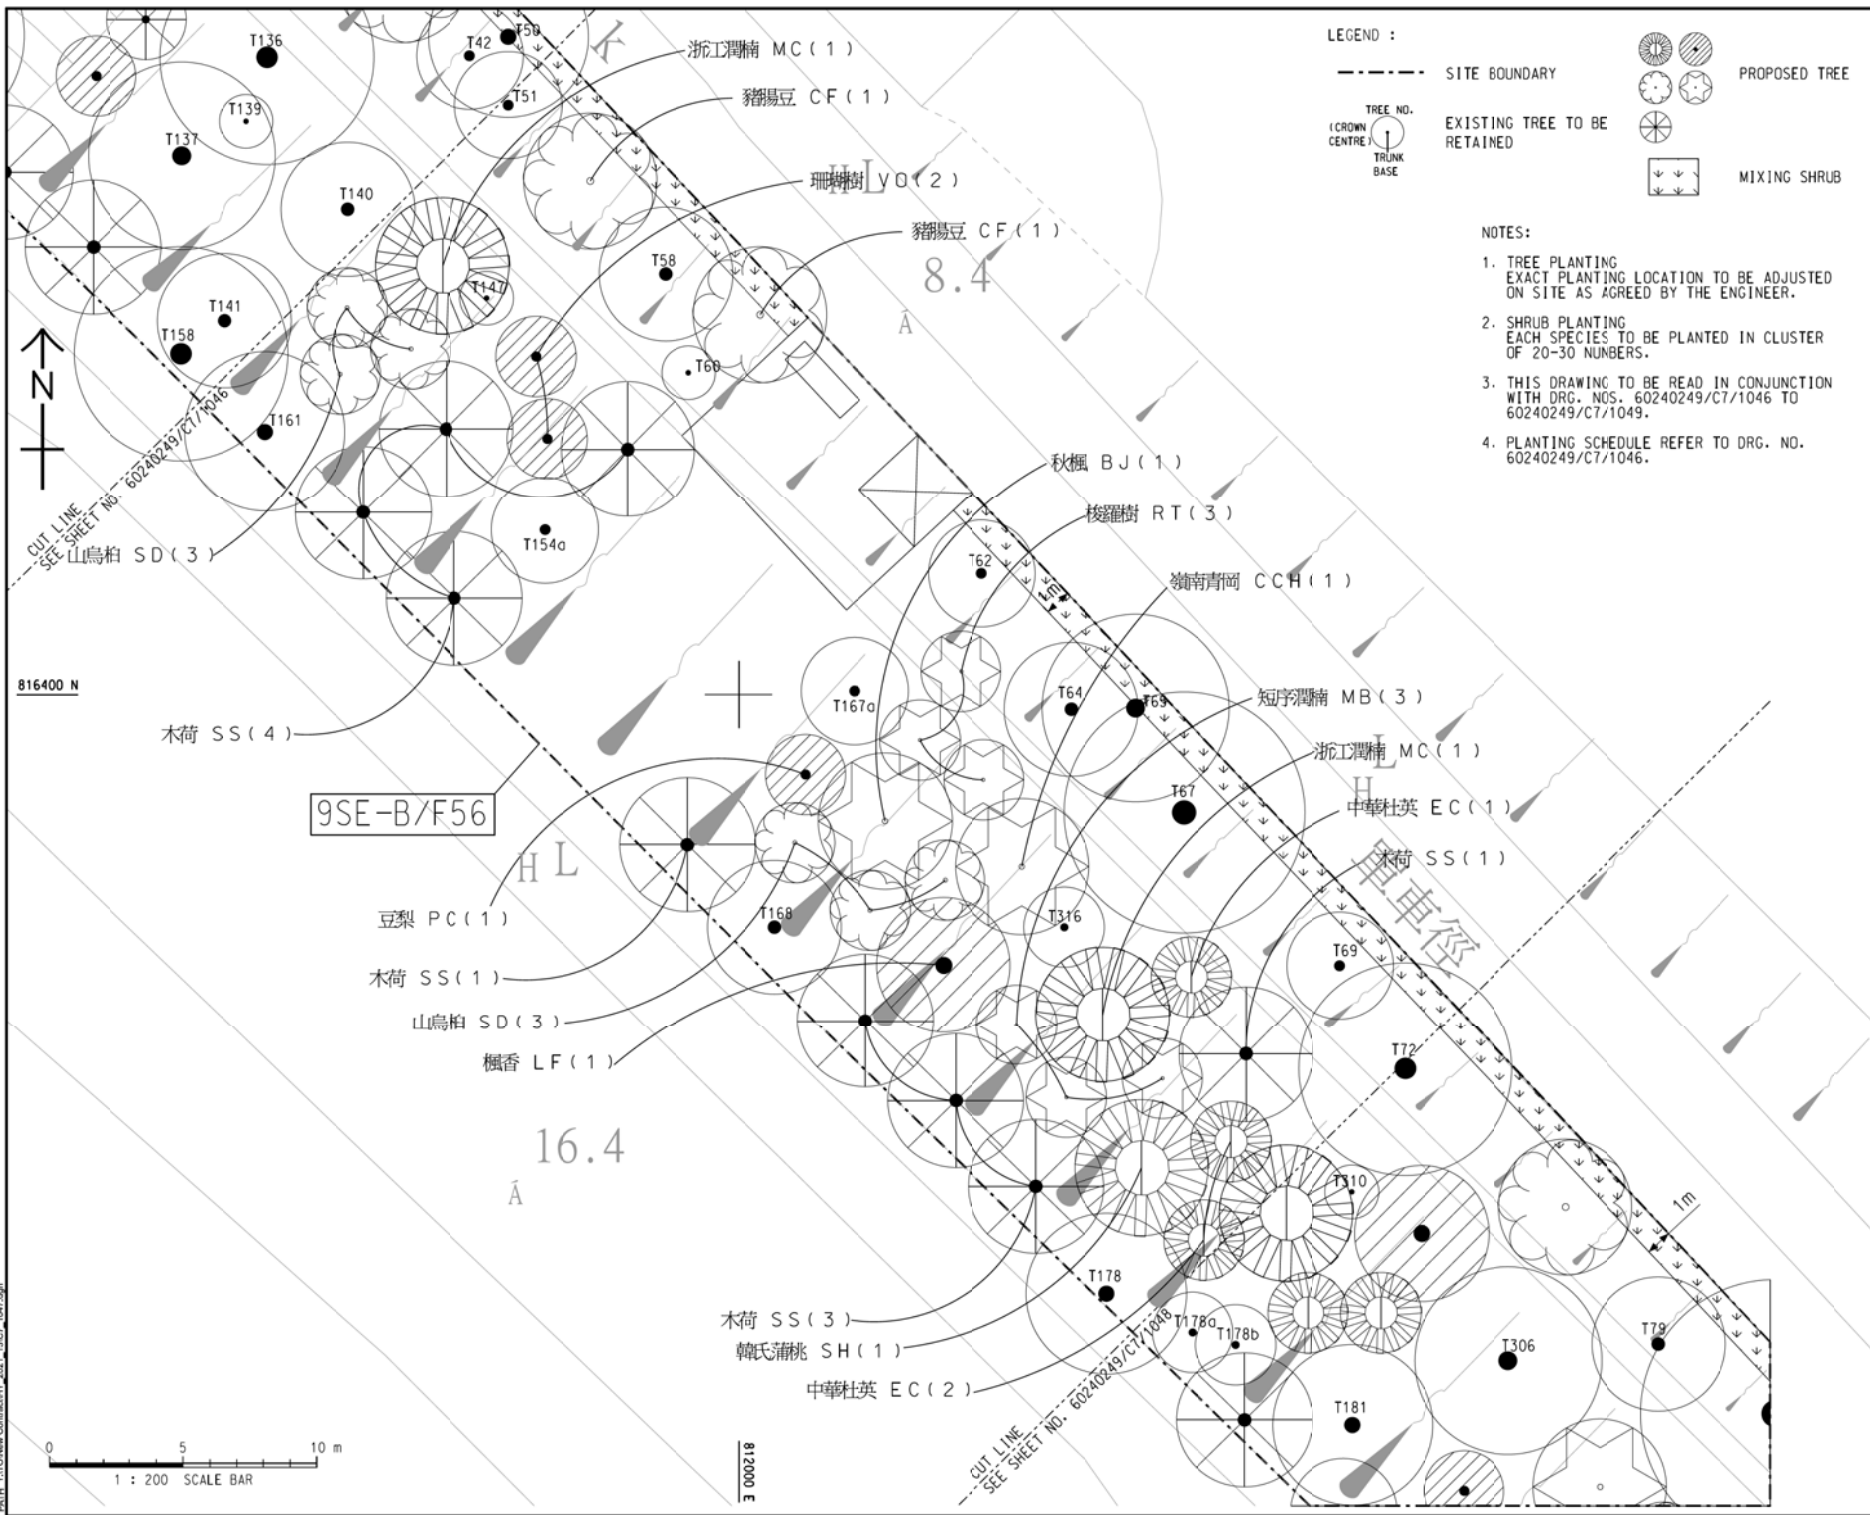 T136
T42
T50
浙江潤楠 MC(1)
T51
豬腸豆 CF(1)
T139
T137
珊瑚樹 VO(2)
HL
T140
豬腸豆 CF(1)
8.4
T58
T147
T141
T158
T60
T161
N
CUT LINE
SEE SHEET NO. 60240249/C7/1046
山烏桕 SD(3)
T154a
秋楓 BJ(1)
梭羅樹 RT(3)
T62
嶺南青岡 CCH(1)
1m
816400 N
木荷 SS(4)
T167a
T64
T65
短序潤楠 MB(3)
浙江潤楠 MC(1)
L
H
T67
中華杜英 EC(1)
木荷 SS(1)
單車徑
9SE-B/F56
H L
豆梨 PC(1)
T168
T316
T69
木荷 SS(1)
山烏桕 SD(3)
楓香 LF(1)
T72
16.4
T310
1m
T178
木荷 SS(3)
韓氏蒲桃 SH(1)
T178a
T178b
中華杜英 EC(2)
T306
T79
T181
CUT LINE
SEE SHEET NO. 60240249/C7/1048
812000 E
0 5 10 m
1 : 200 SCALE BAR
LEGEND :
SITE BOUNDARY
PROPOSED TREE
TREE NO.
(CROWN
CENTRE)
TRUNK
BASE
EXISTING TREE TO BE
RETAINED
MIXING SHRUB
NOTES:
1. TREE PLANTING
EXACT PLANTING LOCATION TO BE ADJUSTED
ON SITE AS AGREED BY THE ENGINEER.
2. SHRUB PLANTING
EACH SPECIES TO BE PLANTED IN CLUSTER
OF 20-30 NUNBERS.
3. THIS DRAWING TO BE READ IN CONJUNCTION
WITH DRG. NOS. 60240249/C7/1046 TO
60240249/C7/1049.
4. PLANTING SCHEDULE REFER TO DRG. NO.
60240249/C7/1046.